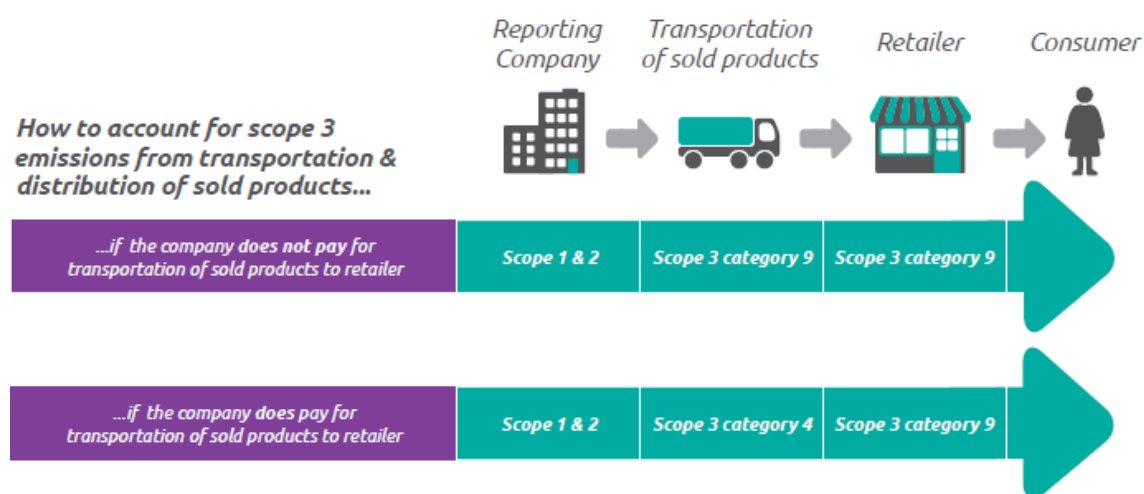 Reporting
Company
Transportation
of sold products
Retailer
Consumer
How to account for scope 3
emissions from transportation &
distribution of sold products...
...if the company does not pay for
transportation of sold products to retailer
Scope 1 & 2
Scope 3 category 9
Scope 3 category 9
...if the company does pay for
transportation of sold products to retailer
Scope 1 & 2
Scope 3 category 4
Scope 3 category 9